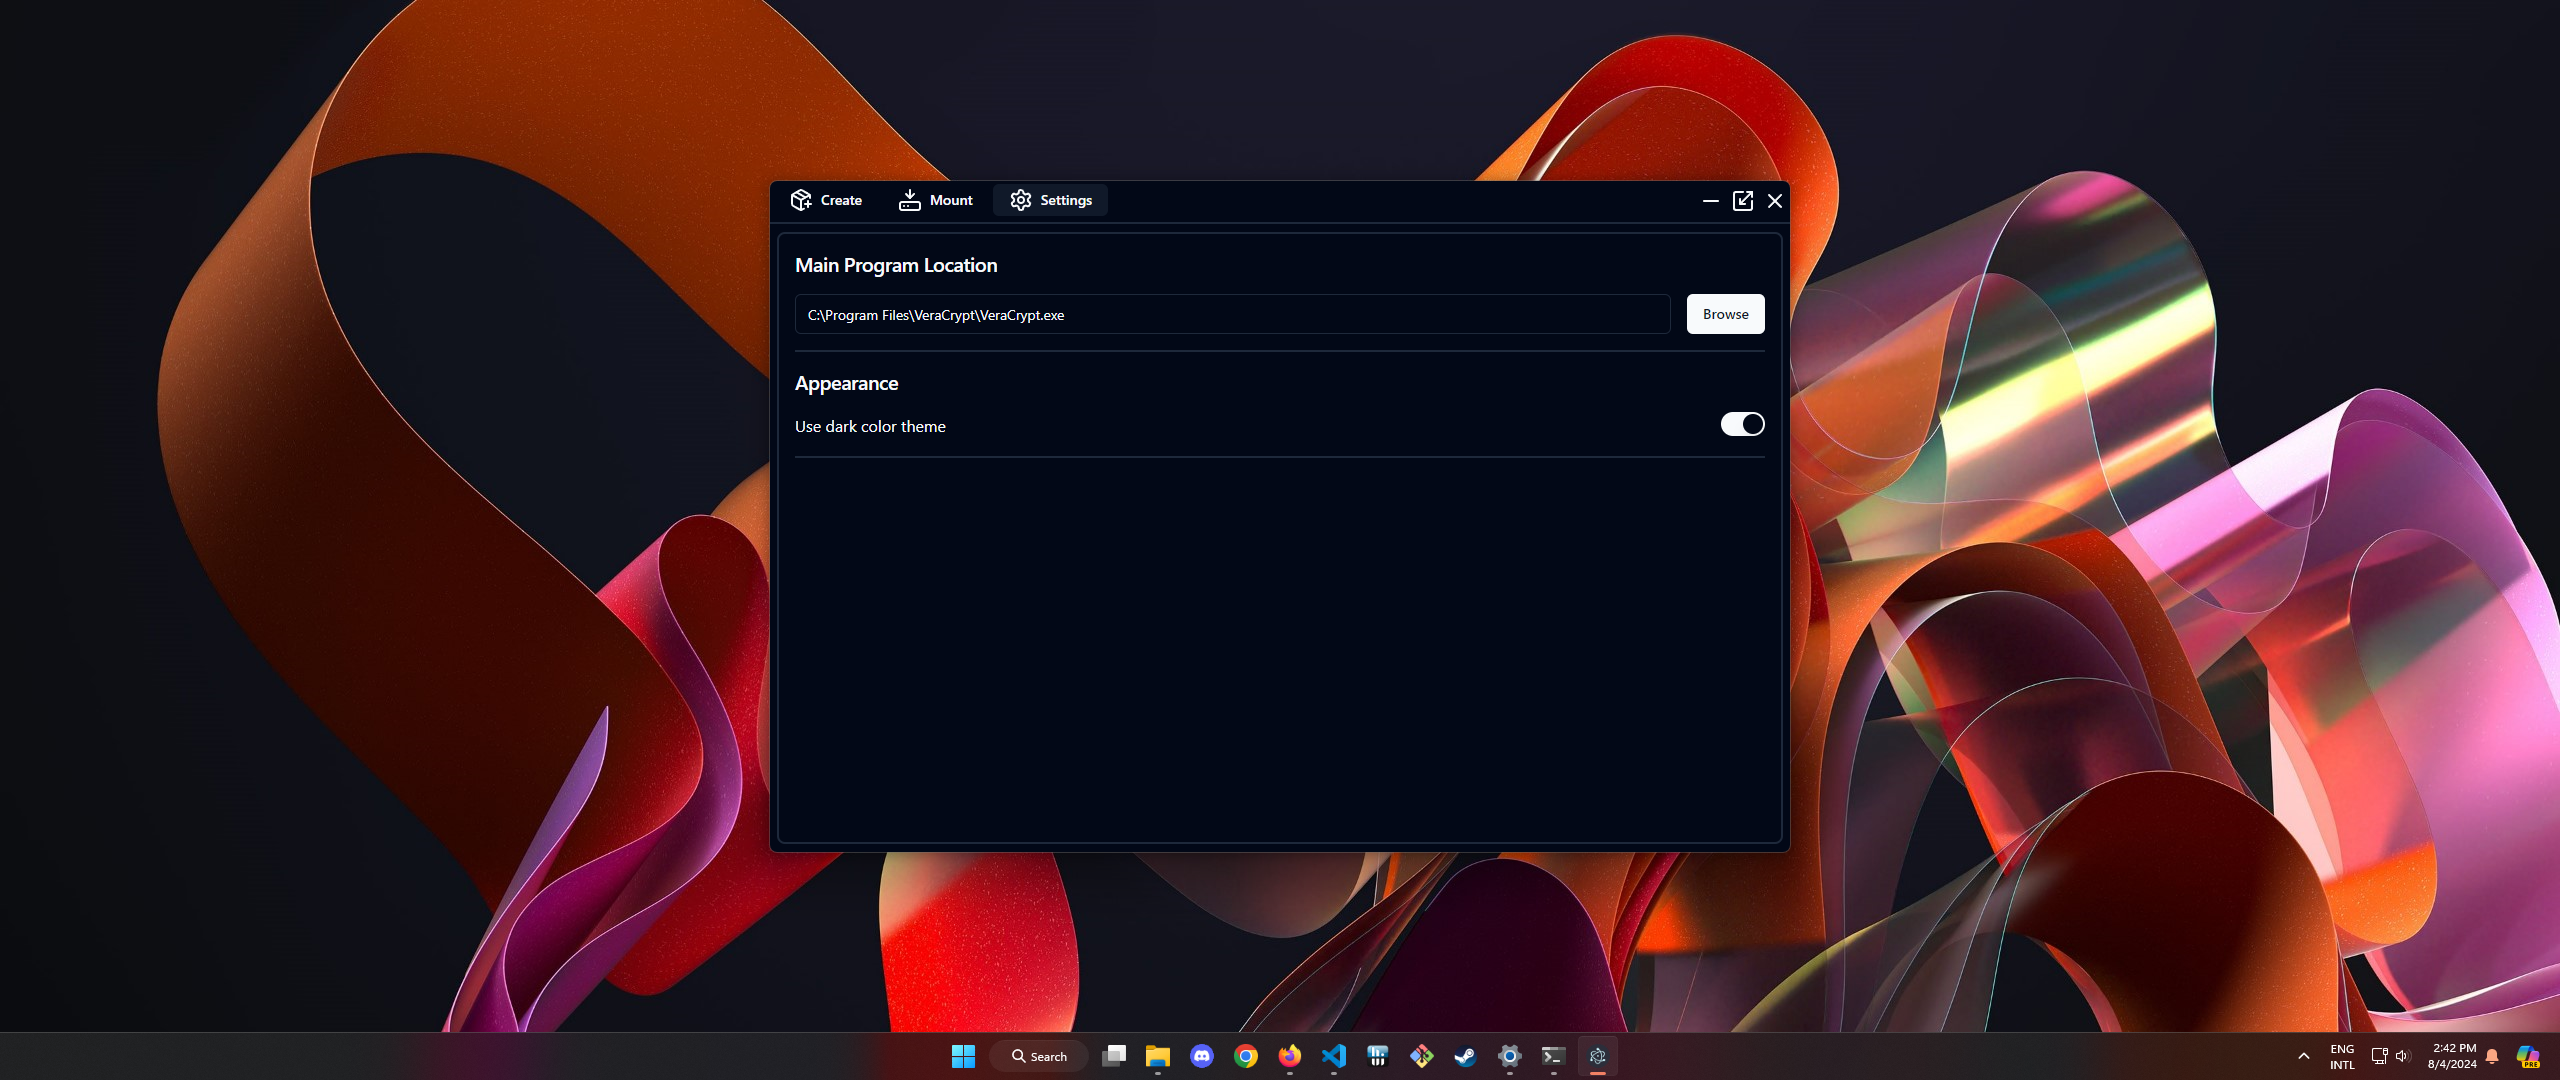 Create Mount Settings
Main Program Location
C:\Program Files\VeraCrypt\VeraCrypt.exe Browse
Appearance
Use dark color theme
Search
ENG
INTL
2:42 PM
8/4/2024
PRE